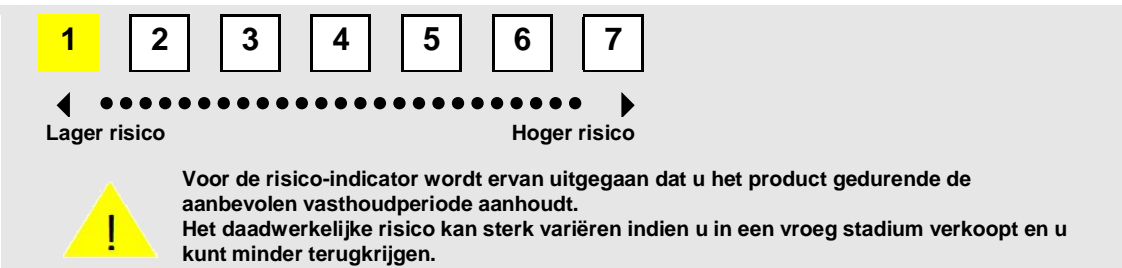 1 2 3 4 5 6 7
Lager risico Hoger risico
!
Voor de risico-indicator wordt ervan uitgegaan dat u het product gedurende de
aanbevolen vasthoudperiode aanhoudt.
Het daadwerkelijke risico kan sterk variëren indien u in een vroeg stadium verkoopt en u
kunt minder terugkrijgen.